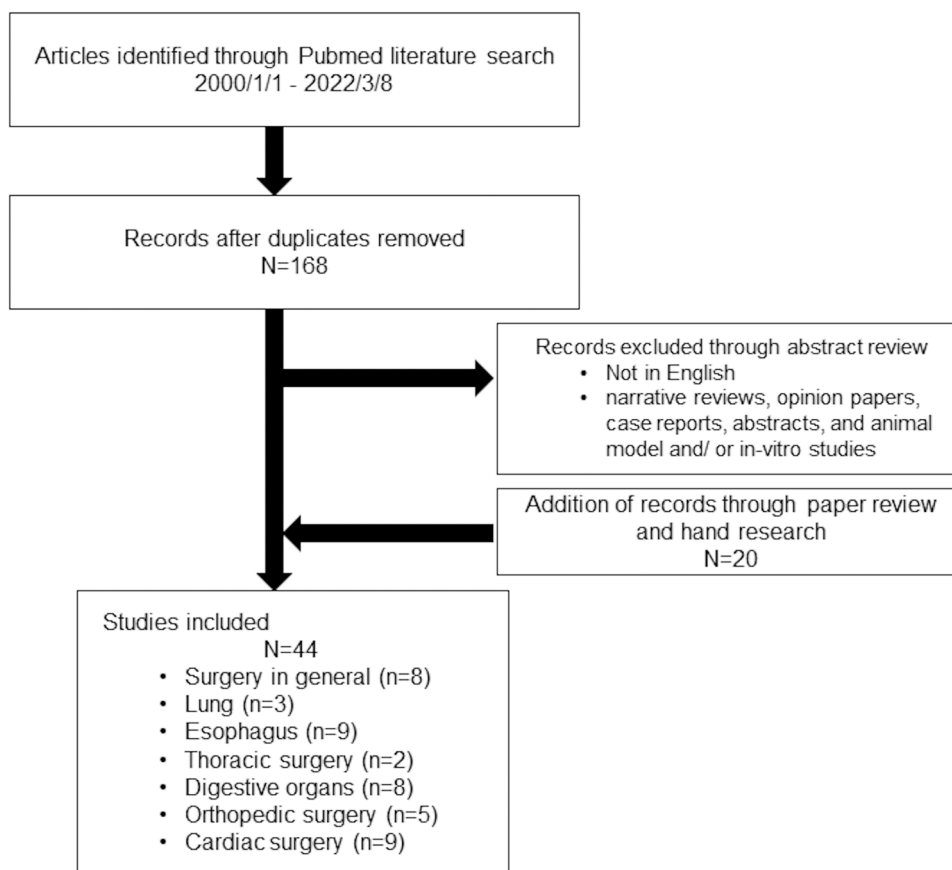 Articles identified through Pubmed literature search
2000/1/1 - 2022/3/8
Records after duplicates removed
N=168
Records excluded through abstract review
• Not in English
• narrative reviews, opinion papers,
case reports, abstracts, and animal
model and/ or in-vitro studies
Addition of records through paper review
and hand research
N=20
Studies included
N=44
• Surgery in general (n=8)
• Lung (n=3)
• Esophagus (n=9)
• Thoracic surgery (n=2)
• Digestive organs (n=8)
• Orthopedic surgery (n=5)
• Cardiac surgery (n=9)